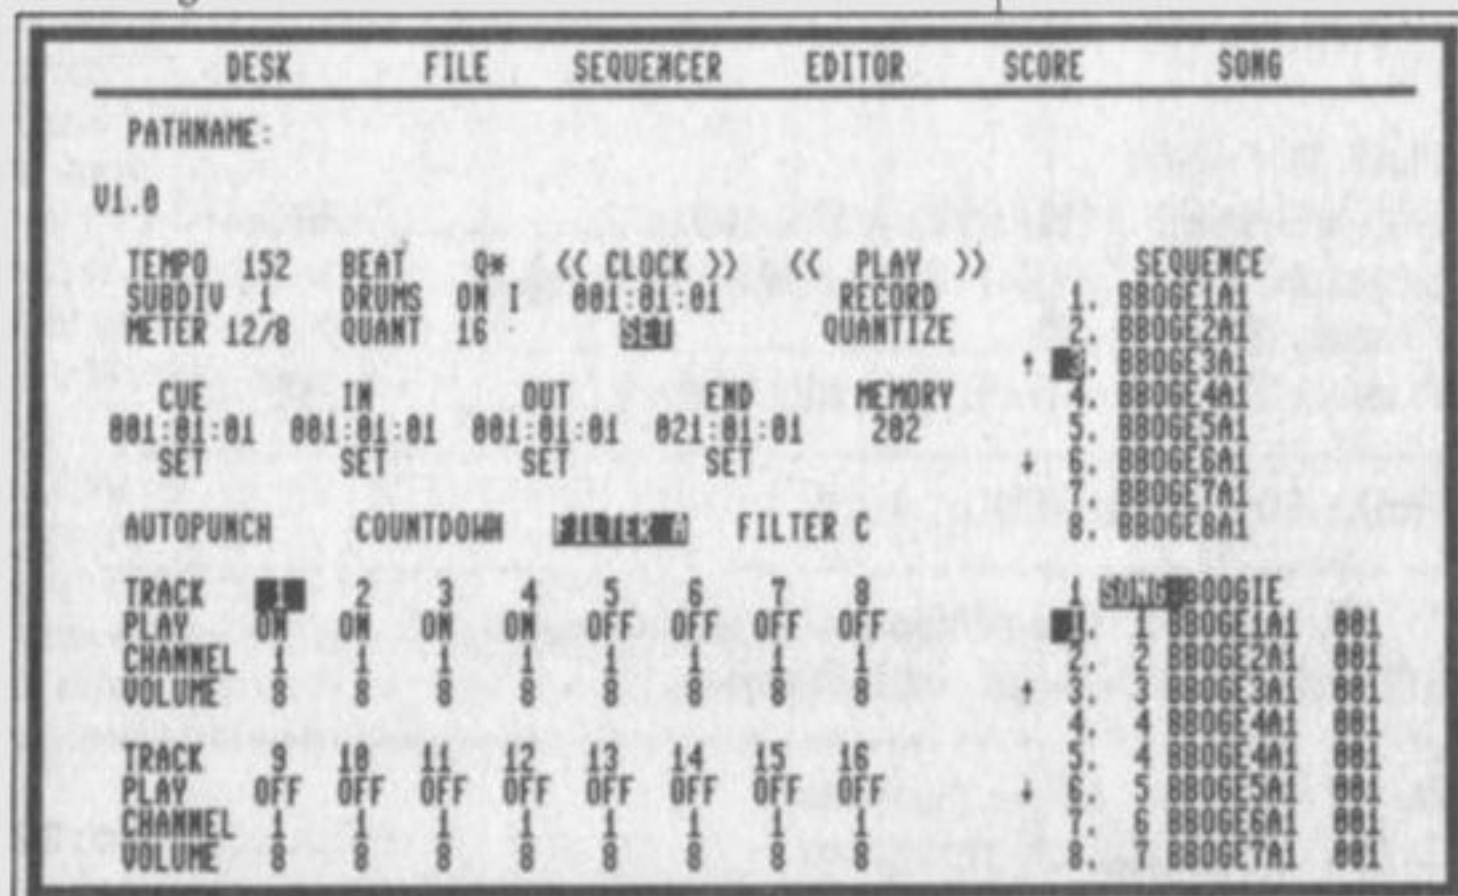 DESK FILE SEQUENCER EDITOR SCORE SONG
PATHNAME:
V1.0
TEMPO 152 BEAT Q* << CLOCK >> << PLAY >> SEQUENCE
SUBDIV 1 DRUMS ON I 001:01:01 RECORD 1. BBOGE1A1
METER 12/8 QUANT 16 QUANTIZE 2. BBOGE2A1
↑ . BBOGE3A1
CUE IN OUT END MEMORY 4. BBOGE4A1
001:01:01 001:01:01 001:01:01 021:01:01 202 5. BBOGE5A1
SET SET SET SET ↓ 6. BBOGE6A1
7. BBOGE7A1
AUTOPUNCH COUNTDOWN FILTER C 8. BBOGE8A1
TRACK 2 3 4 5 6 7 8 1 SONG BBOOGIE
PLAY ON ON ON ON OFF OFF OFF OFF 1. 1 BBOGE1A1 001
CHANNEL 1 1 1 1 1 1 1 1 2. 2 BBOGE2A1 001
VOLUME 8 8 8 8 8 8 8 8 ↑ 3. 3 BBOGE3A1 001
4. 4 BBOGE4A1 001
TRACK 9 10 11 12 13 14 15 16 5. 4 BBOGE4A1 001
PLAY OFF OFF OFF OFF OFF OFF OFF OFF ↓ 6. 5 BBOGE5A1 001
CHANNEL 1 1 1 1 1 1 1 1 7. 6 BBOGE6A1 001
VOLUME 8 8 8 8 8 8 8 8 8. 7 BBOGE7A1 001